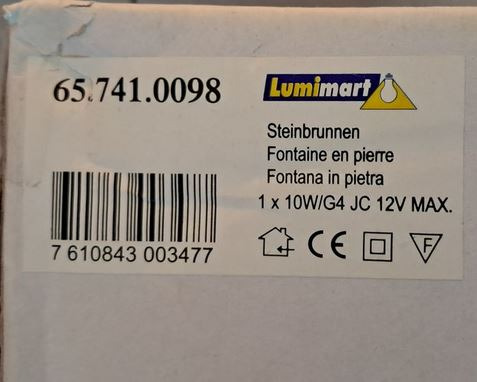 65.741.0098
Lumimart
Steinbrunnen
Fontaine en pierre
Fontana in pietra
1 x 10W/G4 JC 12V MAX.
7 610843 003477
CE
F